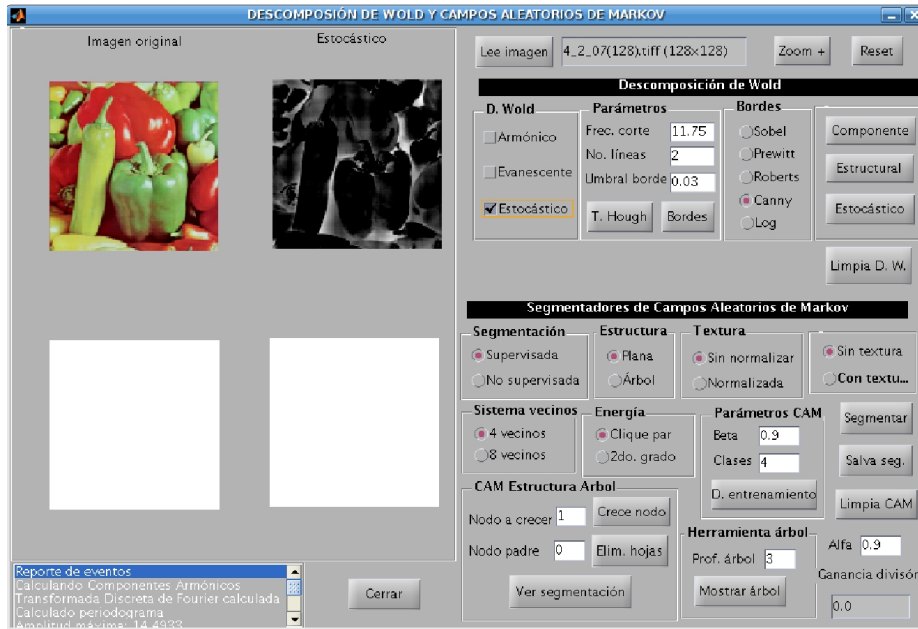 DESCOMPOSIÓN DE WOLD Y CAMPOS ALEATORIOS DE MARKOV
Imagen original
Estocástico
Lee imagen
4_2_07(128).tiff (128x128)
Zoom +
Reset
Descomposición de Wold
D. Wold
Armónico
Evanescente
Estocástico
Parámetros
Frec. corte 11.75
No. líneas 2
Umbral borde 0.03
T. Hough
Bordes
Bordes
Sobel
Prewitt
Roberts
Canny
Log
Componente
Estructural
Estocástico
Limpia D. W.
Segmentadores de Campos Aleatorios de Markov
Segmentación
Supervisada
No supervisada
Estructura
Plana
Árbol
Textura
Sin normalizar
Normalizada
Sin textura
Con textu...
Sistema vecinos
4 vecinos
8 vecinos
Energía
Clique par
2do. grado
Parámetros CAM
Beta 0.9
Clases 4
D. entrenamiento
Segmentar
Salva seg.
Limpia CAM
CAM Estructura Arbol
Nodo a crecer 1
Crece nodo
Nodo padre 0
Elim. hojas
Ver segmentación
Herramienta árbol
Prof. árbol 3
Mostrar árbol
Alfa 0.9
Ganancia divisór
0.0
Reporte de eventos
Calculando Componentes Armónicos
Transformada Discreta de Fourier calculada
Calculado periodograma
Amplitud máxima: 14.4933
Cerrar